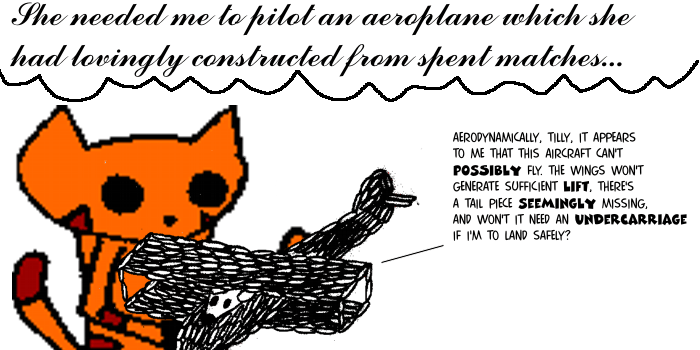 She needed me to pilot an aeroplane which she
had lovingly constructed from spent matches...
AERODYNAMICALLY, TILLY, IT APPEARS
TO ME THAT THIS AIRCRAFT CAN'T
POSSIBLY FLY. THE WINGS WON'T
GENERATE SUFFICIENT LIFT, THERE'S
A TAIL PIECE SEEMINGLY MISSING,
AND WON'T IT NEED AN UNDERCARRIAGE
IF I'M TO LAND SAFELY?